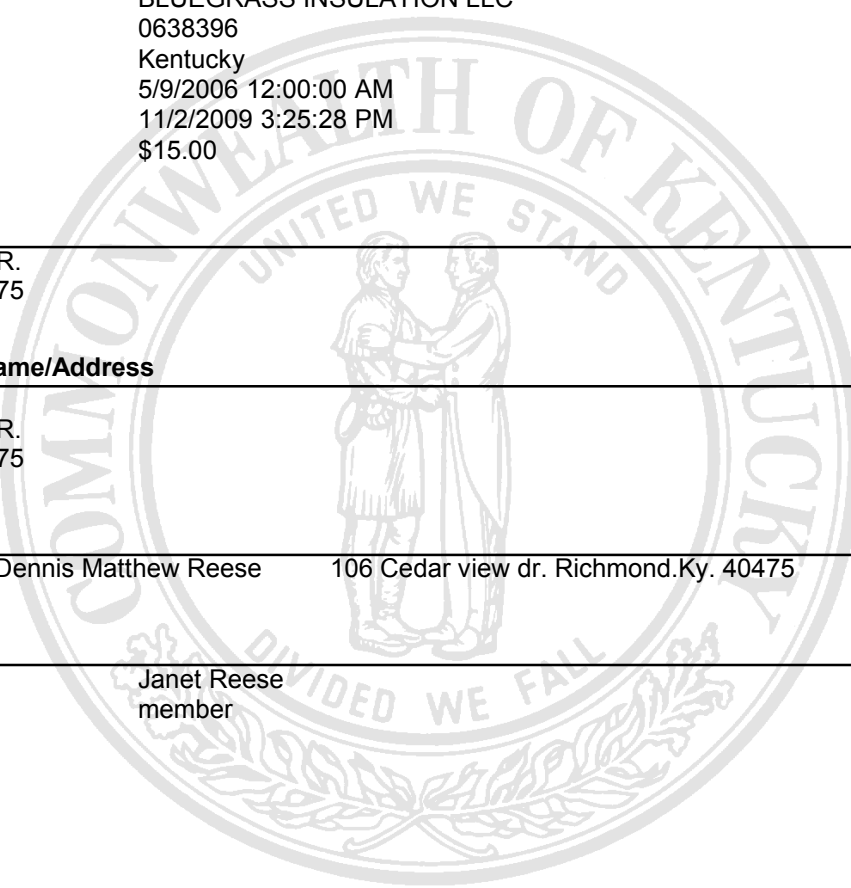 BLUEGRASS INSULATION LLC
0638396
Kentucky
5/9/2006 12:00:00 AM
11/2/2009 3:25:28 PM
$15.00
R.
75
ame/Address
R.
75
Dennis Matthew Reese 106 Cedar view dr. Richmond.Ky. 40475
Janet Reese
member
COMMONWEALTH OF KENTUCKY
UNITED WE STAND
DIVIDED WE FALL